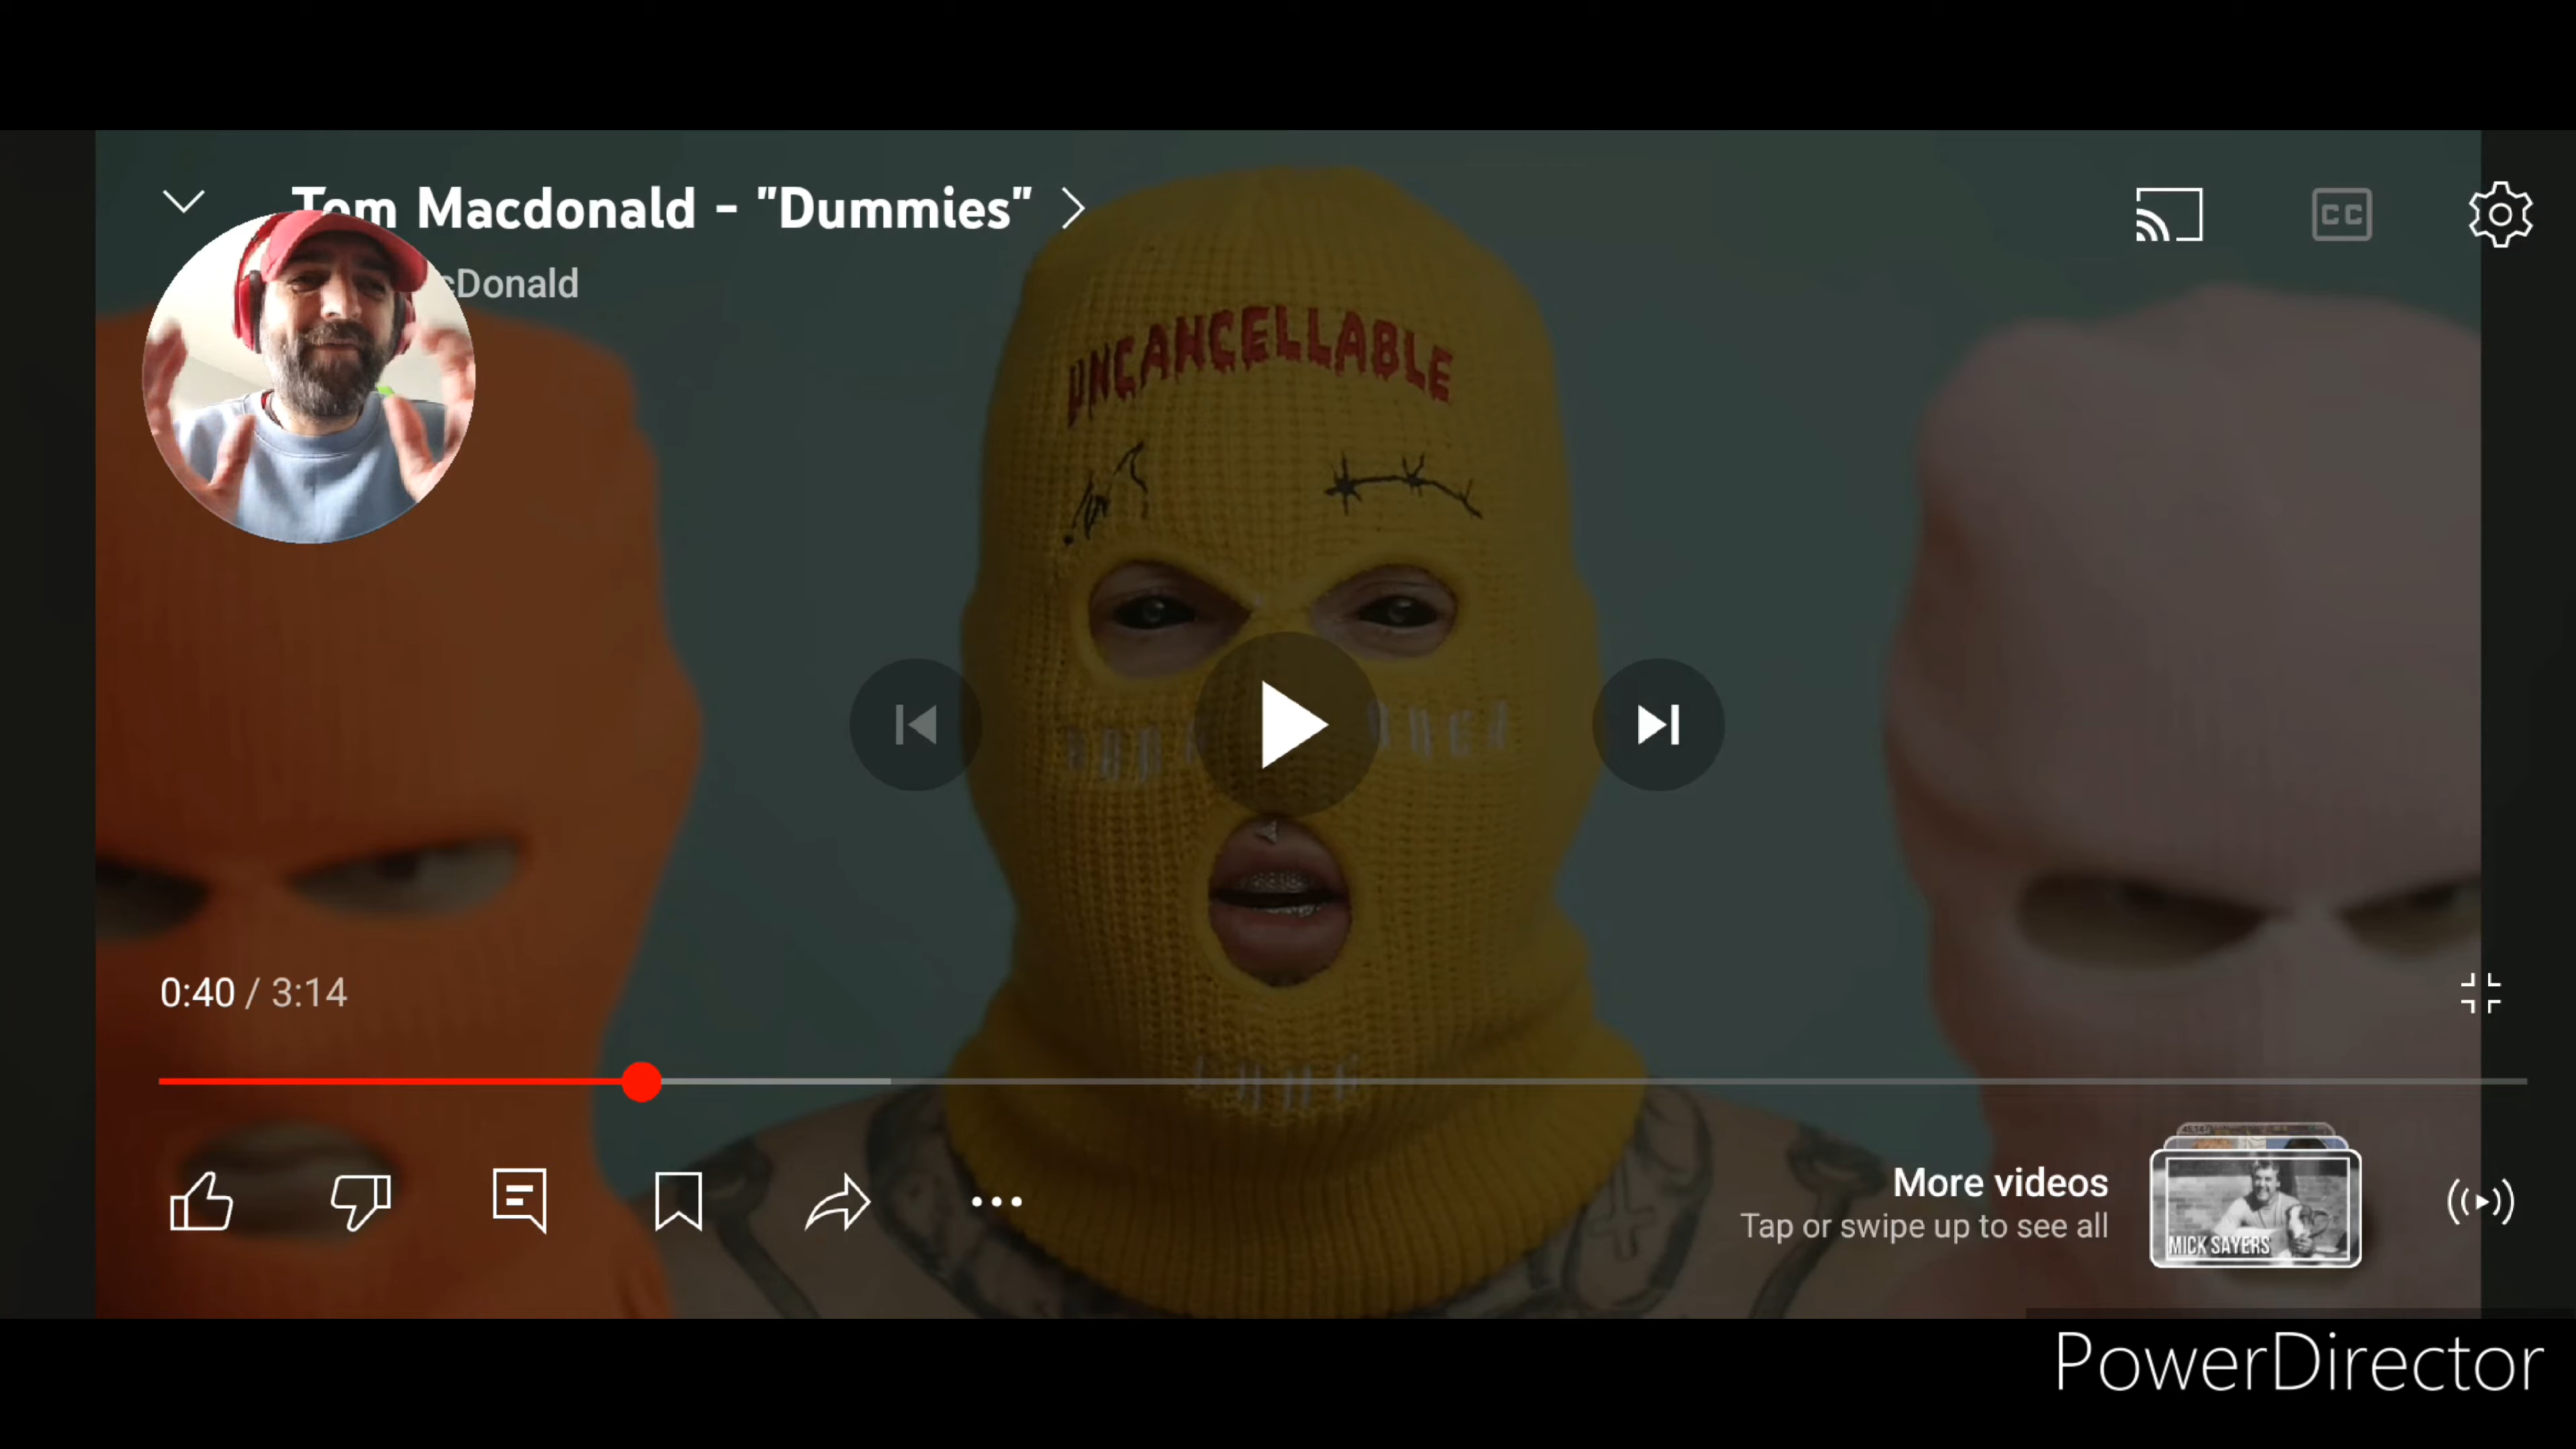 Tom Macdonald - "Dummies"
cDonald
CC
UNCANCELLABLE
0:40 / 3:14
More videos
Tap or swipe up to see all
MICK SAYERS
PowerDirector